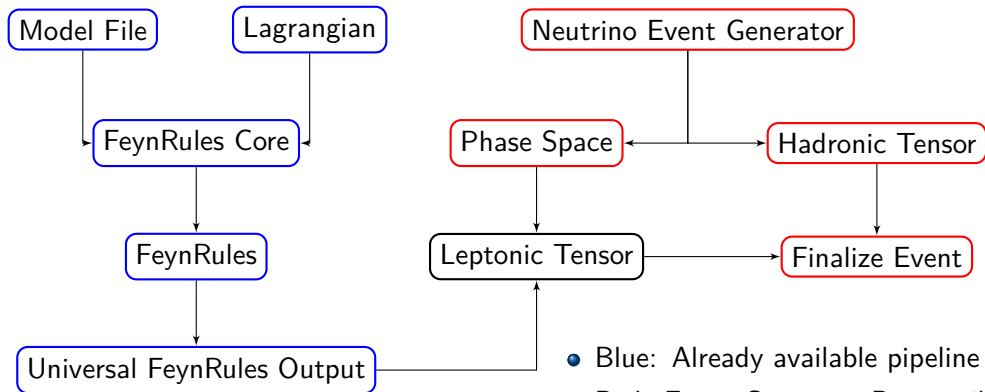 Model File
Lagrangian
Neutrino Event Generator
FeynRules Core
Phase Space
Hadronic Tensor
FeynRules
Leptonic Tensor
Finalize Event
Universal FeynRules Output
Blue: Already available pipeline